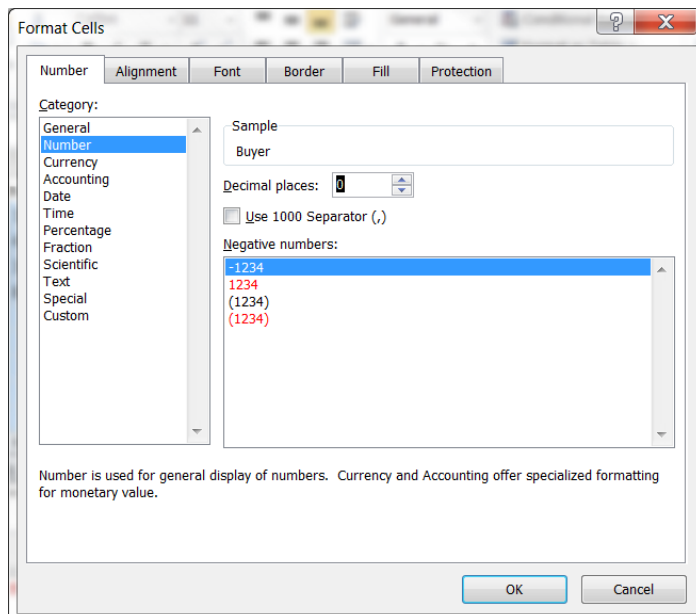 General
Conditional
Format Cells
Number Alignment Font Border Fill Protection
Category:
General
Number
Currency
Accounting
Date
Time
Percentage
Fraction
Scientific
Text
Special
Custom
Sample
Buyer
Decimal places: 0
Use 1000 Separator (,)
Negative numbers:
-1234
1234
(1234)
(1234)
Number is used for general display of numbers.  Currency and Accounting offer specialized formatting
for monetary value.
OK Cancel